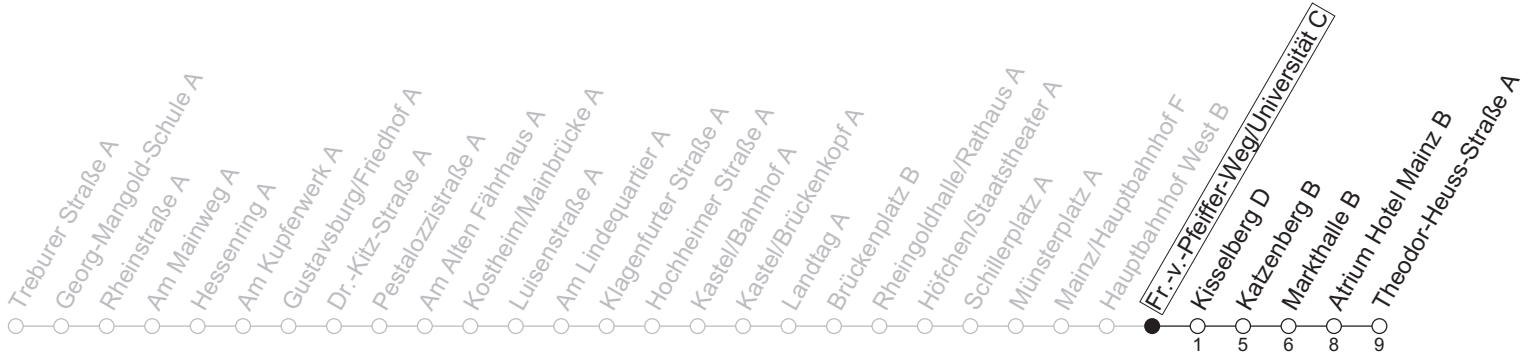 Treburer Straße A
Georg-Mangold-Schule A
Rheinstraße A
Am Mainweg A
Hessenring A
Am Kupferwerk A
Gustavsburg/Friedhof A
Dr.-Kitz-Straße A
Pestalozzistraße A
Am Alten Fährhaus A
Kostheim/Mainbrücke A
Luisenstraße A
Am Lindequartier A
Klagenfurter Straße A
Hochheimer Straße A
Kastel/Bahnhof A
Kastel/Brückenkopf A
Landtag A
Brückenplatz B
Rheingoldhalle/Rathaus A
Höfchen/Staatstheater A
Schillerplatz A
Münsterplatz A
Mainz/Hauptbahnhof F
Hauptbahnhof West B
Fr.-v.-Pfeiffer-Weg/Universität C
Kisselberg D
Katzenberg B
Markthalle B
Atrium Hotel Mainz B
Theodor-Heuss-Straße A
1 5 6 8 9